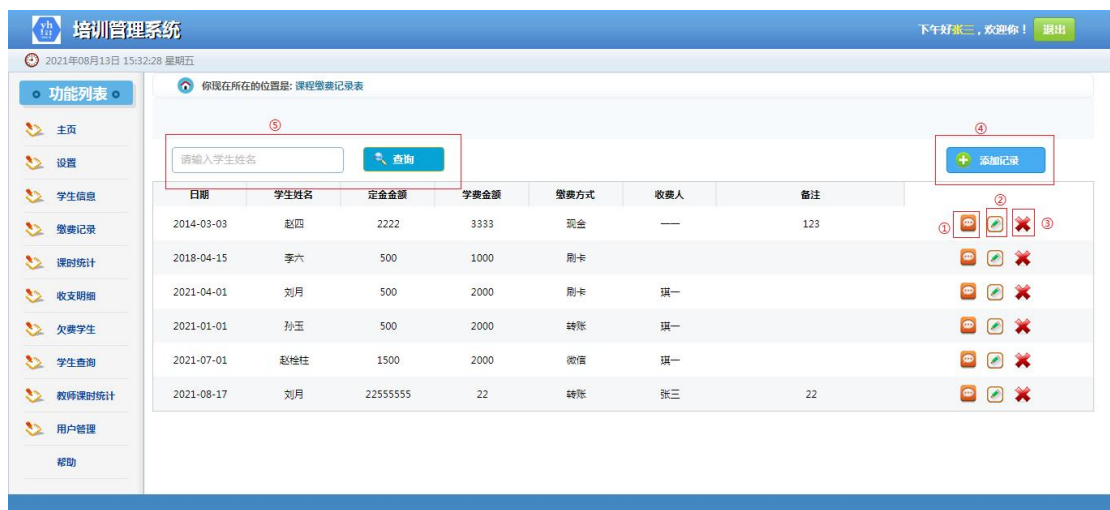 培训管理系统
下午好张三，欢迎你！ 退出
2021年08月13日 15:32:28 星期五
功能列表
你现在所在的位置是: 课程缴费记录表
主页
设置
学生信息
缴费记录
课时统计
收支明细
欠费学生
学生查询
教师课时统计
用户管理
帮助
⑤
④
请输入学生姓名 查询 添加记录
日期 学生姓名 定金金额 学费金额 缴费方式 收费人 备注
②
2014-03-03 赵四 2222 3333 现金 —— 123 ① ③
2018-04-15 李六 500 1000 刷卡
2021-04-01 刘月 500 2000 刷卡 琪一
2021-01-01 孙玉 500 2000 转账 琪一
2021-07-01 赵栓柱 1500 2000 微信 琪一
2021-08-17 刘月 22555555 22 转账 张三 22